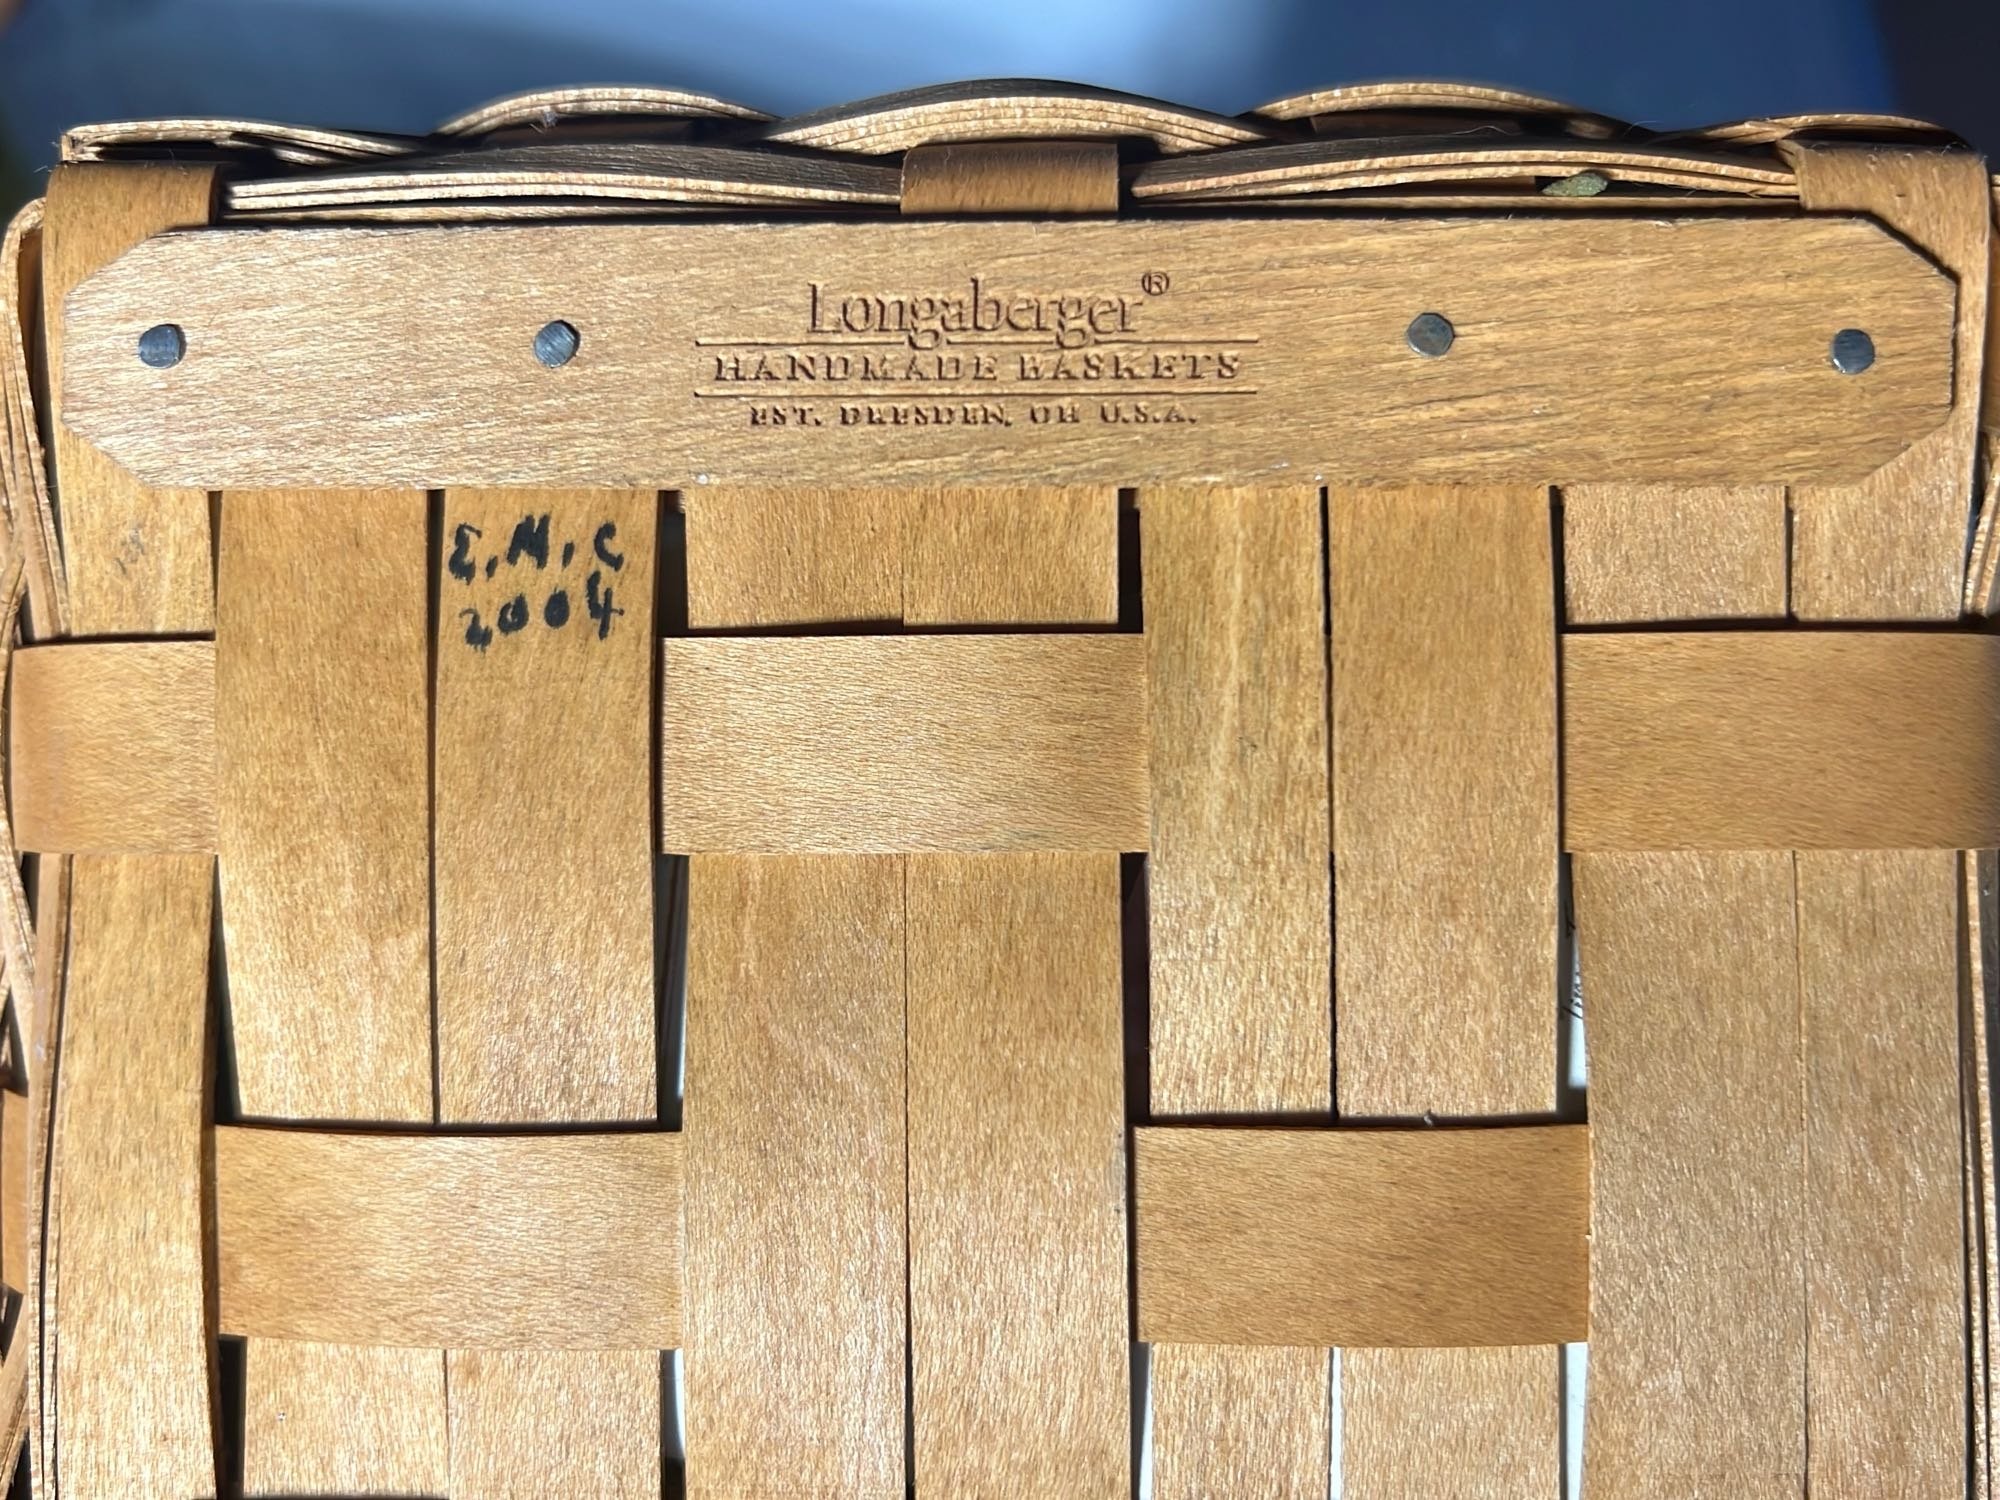 Longaberger®
HANDMADE BASKETS
EST. DRESDEN, OH U.S.A.
E.M.C
2004